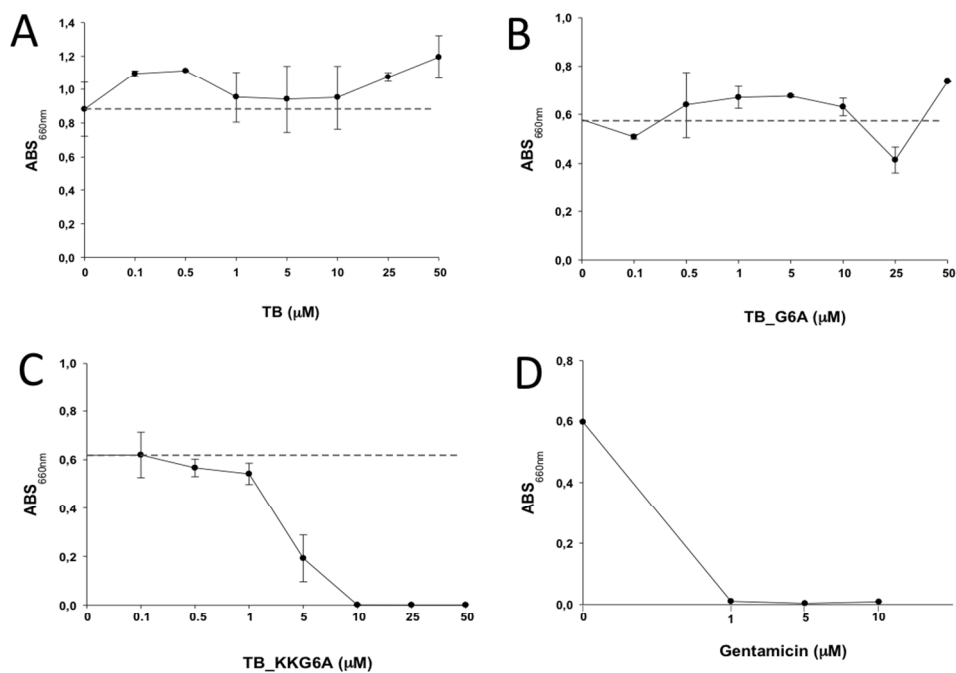 A
1,4
1,2
1,0
0,8
0,6
0,4
0,2
0,0
ABS660nm
0 0.1 0.5 1 5 10 25 50
TB (μM)
B
1,0
0,8
0,6
0,4
0,2
0,0
ABS660nm
0 0.1 0.5 1 5 10 25 50
TB_G6A (μM)
C
1,0
0,8
0,6
0,4
0,2
0,0
ABS660nm
0 0.1 0.5 1 5 10 25 50
TB_KKG6A (μM)
D
0,8
0,6
0,4
0,2
0,0
ABS660nm
0 1 5 10
Gentamicin (μM)